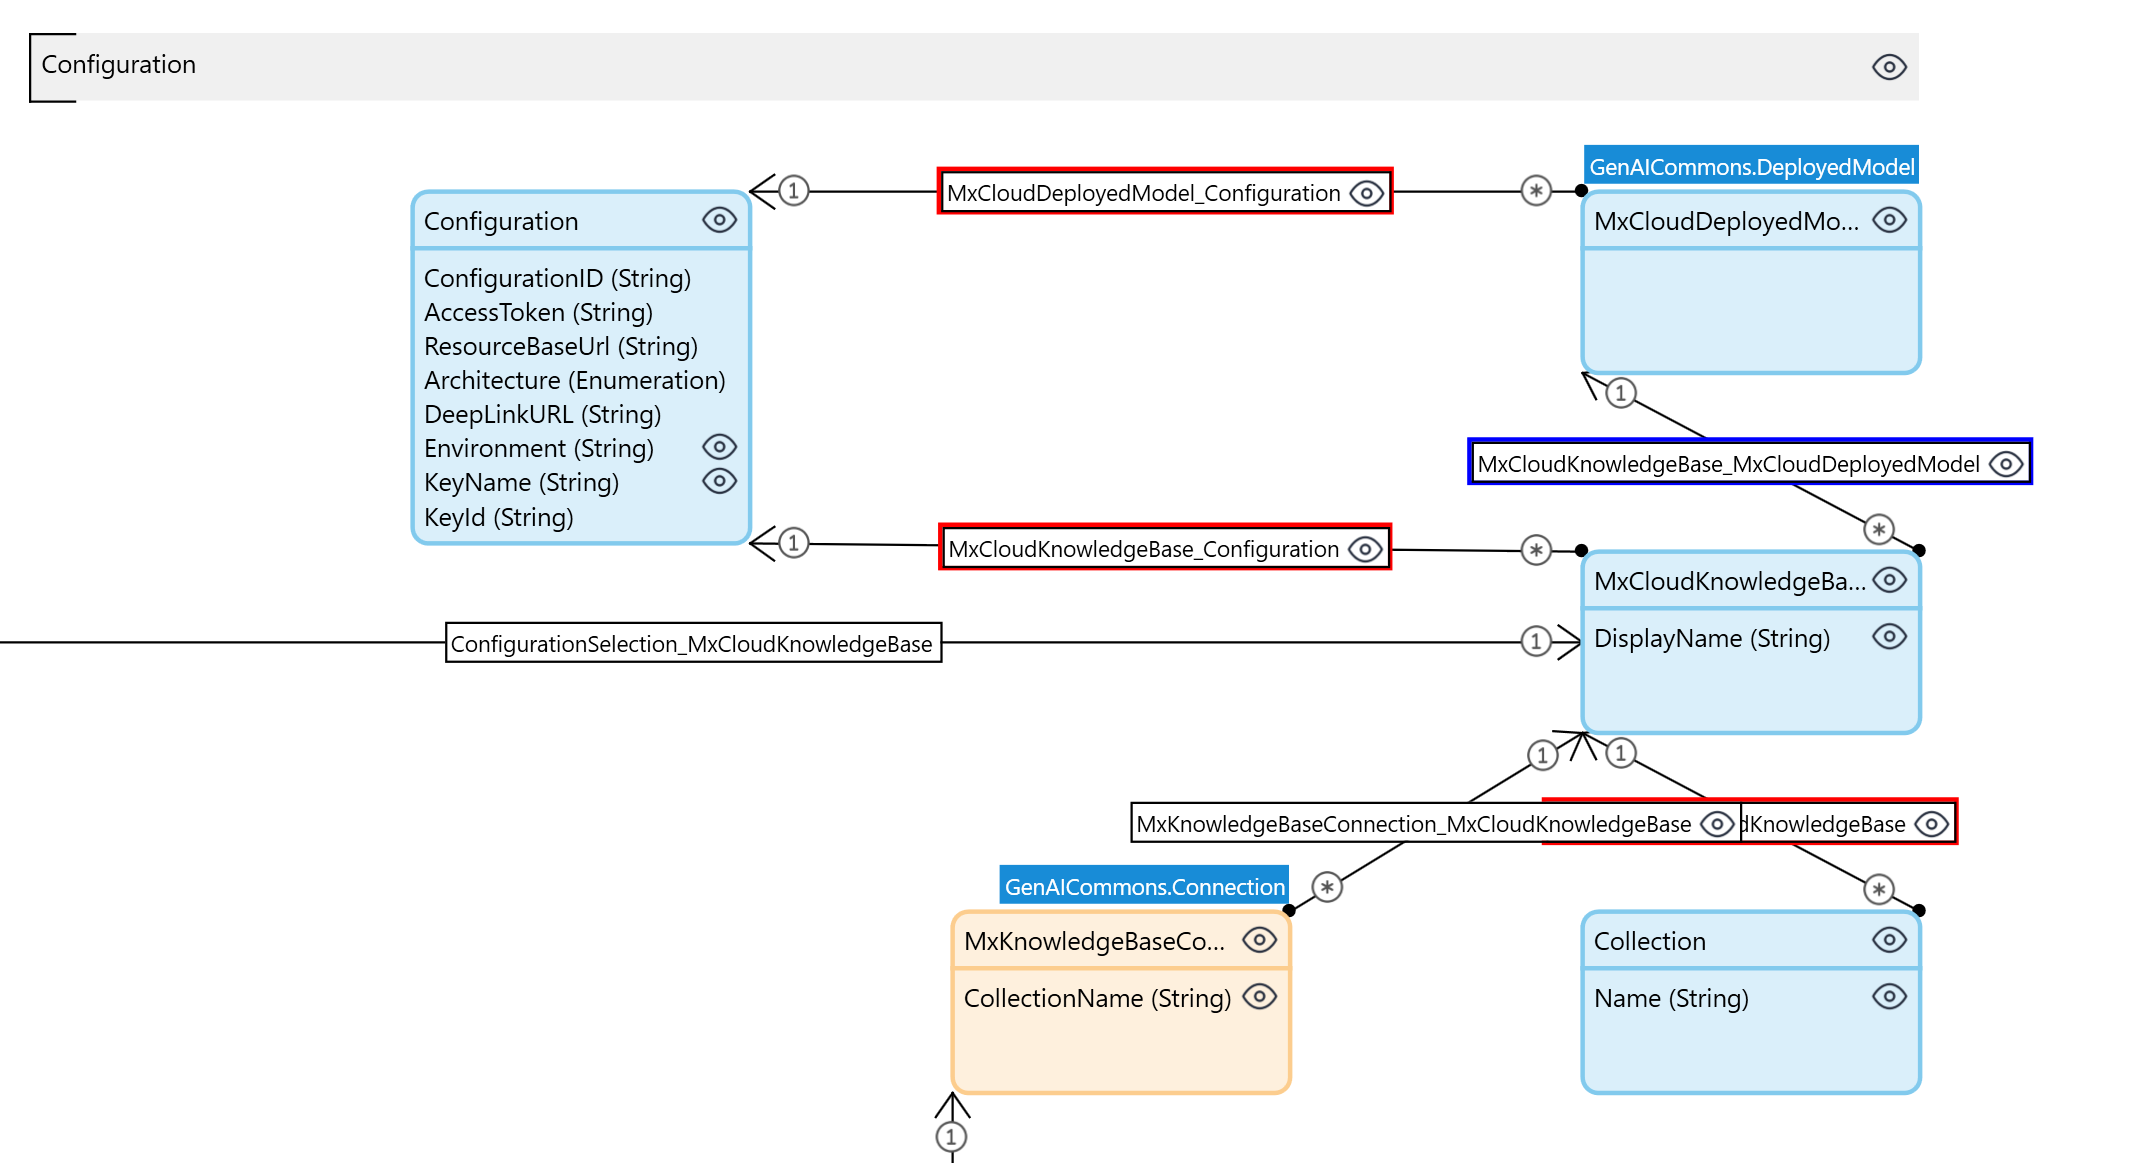 Configuration
GenAICommons.DeployedModel
1
MxCloudDeployedModel_Configuration
*
Configuration
MxCloudDeployedMo...
ConfigurationID (String)
AccessToken (String)
ResourceBaseUrl (String)
Architecture (Enumeration)
DeepLinkURL (String)
Environment (String)
KeyName (String)
KeyId (String)
1
MxCloudKnowledgeBase_MxCloudDeployedModel
*
1
MxCloudKnowledgeBase_Configuration
*
MxCloudKnowledgeBa...
ConfigurationSelection_MxCloudKnowledgeBase
1
DisplayName (String)
1
1
MxKnowledgeBaseConnection_MxCloudKnowledgeBase
dKnowledgeBase
GenAICommons.Connection
*
*
MxKnowledgeBaseCo...
CollectionName (String)
Collection
Name (String)
1